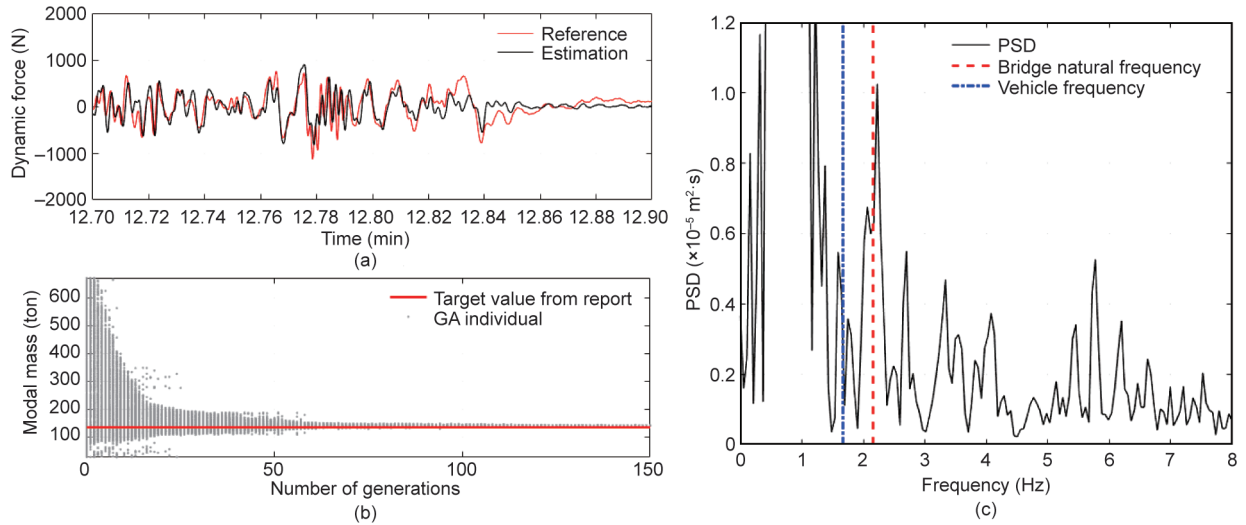 2000
1000
0
–1000
–2000
Dynamic force (N)
Reference
Estimation
12.70 12.72 12.74 12.76 12.78 12.80 12.82 12.84 12.86 12.88 12.90
Time (min)
(a)
600
500
400
300
200
100
Modal mass (ton)
Target value from report
GA individual
0 50 100 150
Number of generations
(b)
1.2
1.0
0.8
0.6
0.4
0.2
0
PSD (×10⁻⁵ m²·s)
PSD
Bridge natural frequency
Vehicle frequency
0 1 2 3 4 5 6 7 8
Frequency (Hz)
(c)